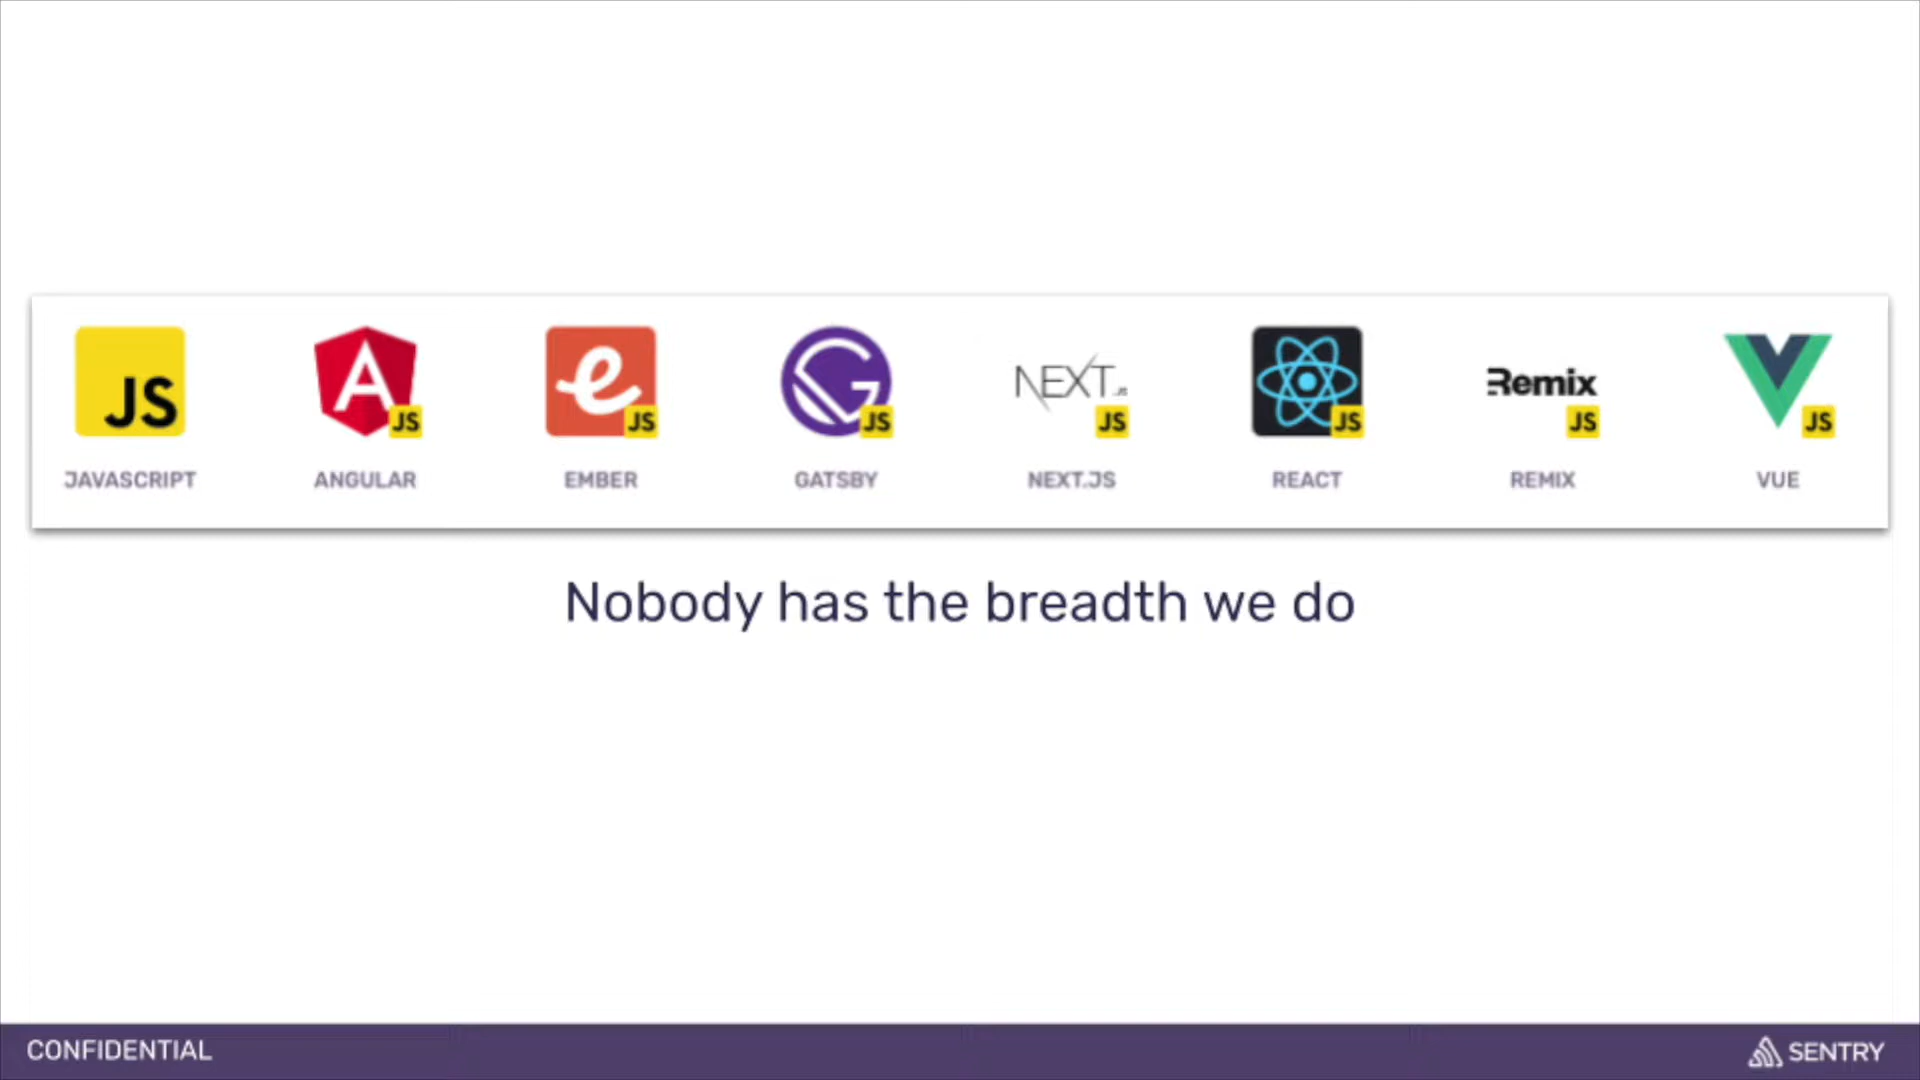 JS JS JS JS NEXT.JS JS JS Remix JS JS
JAVASCRIPT ANGULAR EMBER GATSBY NEXT.JS REACT REMIX VUE
Nobody has the breadth we do
CONFIDENTIAL SENTRY